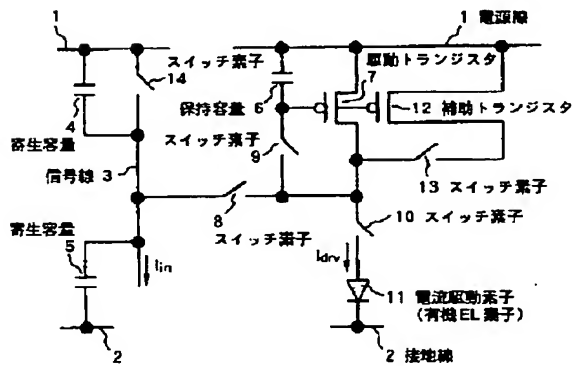 1
1 電源線
スイッチ素子
14
駆動トランジスタ
7
保持容量 6
12 補助トランジスタ
4
寄生容量
スイッチ素子
9
信号線 3
13 スイッチ素子
8
スイッチ素子
10 スイッチ素子
寄生容量
5
Iin
Idrv
11 電流駆動素子
(有機EL素子)
2
2 接地線